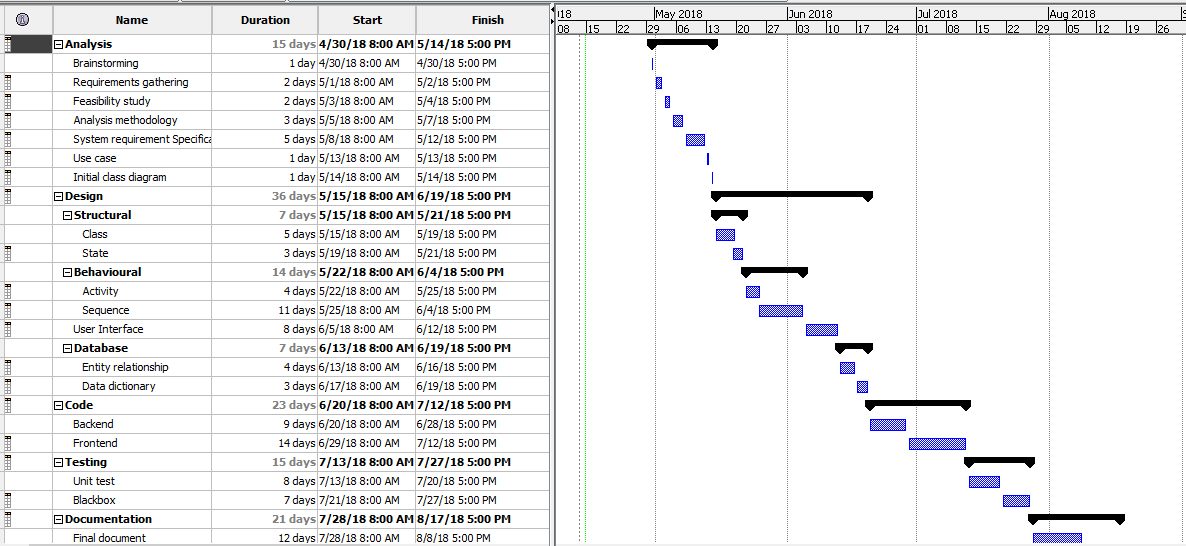 Name Duration Start Finish
Analysis 15 days 4/30/18 8:00 AM 5/14/18 5:00 PM
Brainstorming 1 day 4/30/18 8:00 AM 4/30/18 5:00 PM
Requirements gathering 2 days 5/1/18 8:00 AM 5/2/18 5:00 PM
Feasibility study 2 days 5/3/18 8:00 AM 5/4/18 5:00 PM
Analysis methodology 3 days 5/5/18 8:00 AM 5/7/18 5:00 PM
System requirement Specifica 5 days 5/8/18 8:00 AM 5/12/18 5:00 PM
Use case 1 day 5/13/18 8:00 AM 5/13/18 5:00 PM
Initial class diagram 1 day 5/14/18 8:00 AM 5/14/18 5:00 PM
Design 36 days 5/15/18 8:00 AM 6/19/18 5:00 PM
Structural 7 days 5/15/18 8:00 AM 5/21/18 5:00 PM
Class 5 days 5/15/18 8:00 AM 5/19/18 5:00 PM
State 3 days 5/19/18 8:00 AM 5/21/18 5:00 PM
Behavioural 14 days 5/22/18 8:00 AM 6/4/18 5:00 PM
Activity 4 days 5/22/18 8:00 AM 5/25/18 5:00 PM
Sequence 11 days 5/25/18 8:00 AM 6/4/18 5:00 PM
User Interface 8 days 6/5/18 8:00 AM 6/12/18 5:00 PM
Database 7 days 6/13/18 8:00 AM 6/19/18 5:00 PM
Entity relationship 4 days 6/13/18 8:00 AM 6/16/18 5:00 PM
Data dictionary 3 days 6/17/18 8:00 AM 6/19/18 5:00 PM
Code 23 days 6/20/18 8:00 AM 7/12/18 5:00 PM
Backend 9 days 6/20/18 8:00 AM 6/28/18 5:00 PM
Frontend 14 days 6/29/18 8:00 AM 7/12/18 5:00 PM
Testing 15 days 7/13/18 8:00 AM 7/27/18 5:00 PM
Unit test 8 days 7/13/18 8:00 AM 7/20/18 5:00 PM
Blackbox 7 days 7/21/18 8:00 AM 7/27/18 5:00 PM
Documentation 21 days 7/28/18 8:00 AM 8/17/18 5:00 PM
Final document 12 days 7/28/18 8:00 AM 8/8/18 5:00 PM
May 2018 Jun 2018 Jul 2018 Aug 2018
08 15 22 29 06 13 20 27 03 10 17 24 01 08 15 22 29 05 12 19 26